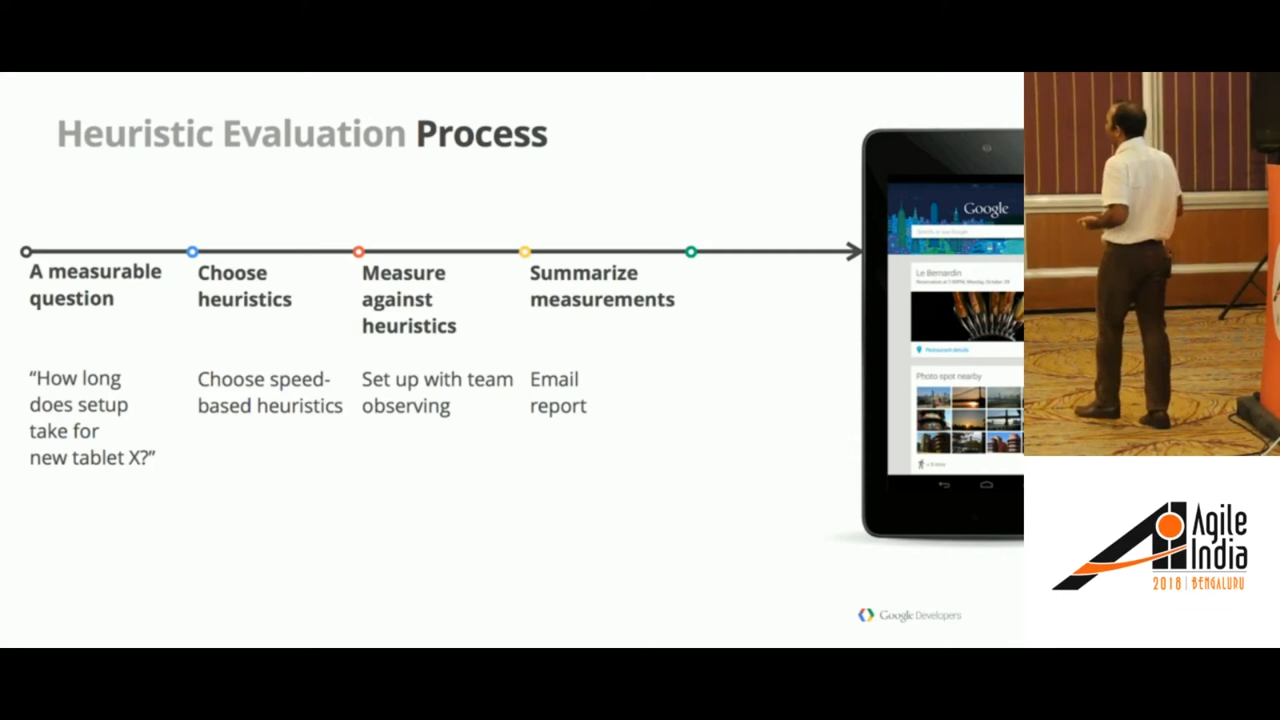 Heuristic Evaluation Process
A measurable
question
Choose
heuristics
Measure
against
heuristics
Summarize
measurements
“How long
does setup
take for
new tablet X?”
Choose speed-
based heuristics
Set up with team
observing
Email
report
Google
Le Bernardin
Restaurant details
Photo spot nearby
Google Developers
Agile
India
2018 | BENGALURU